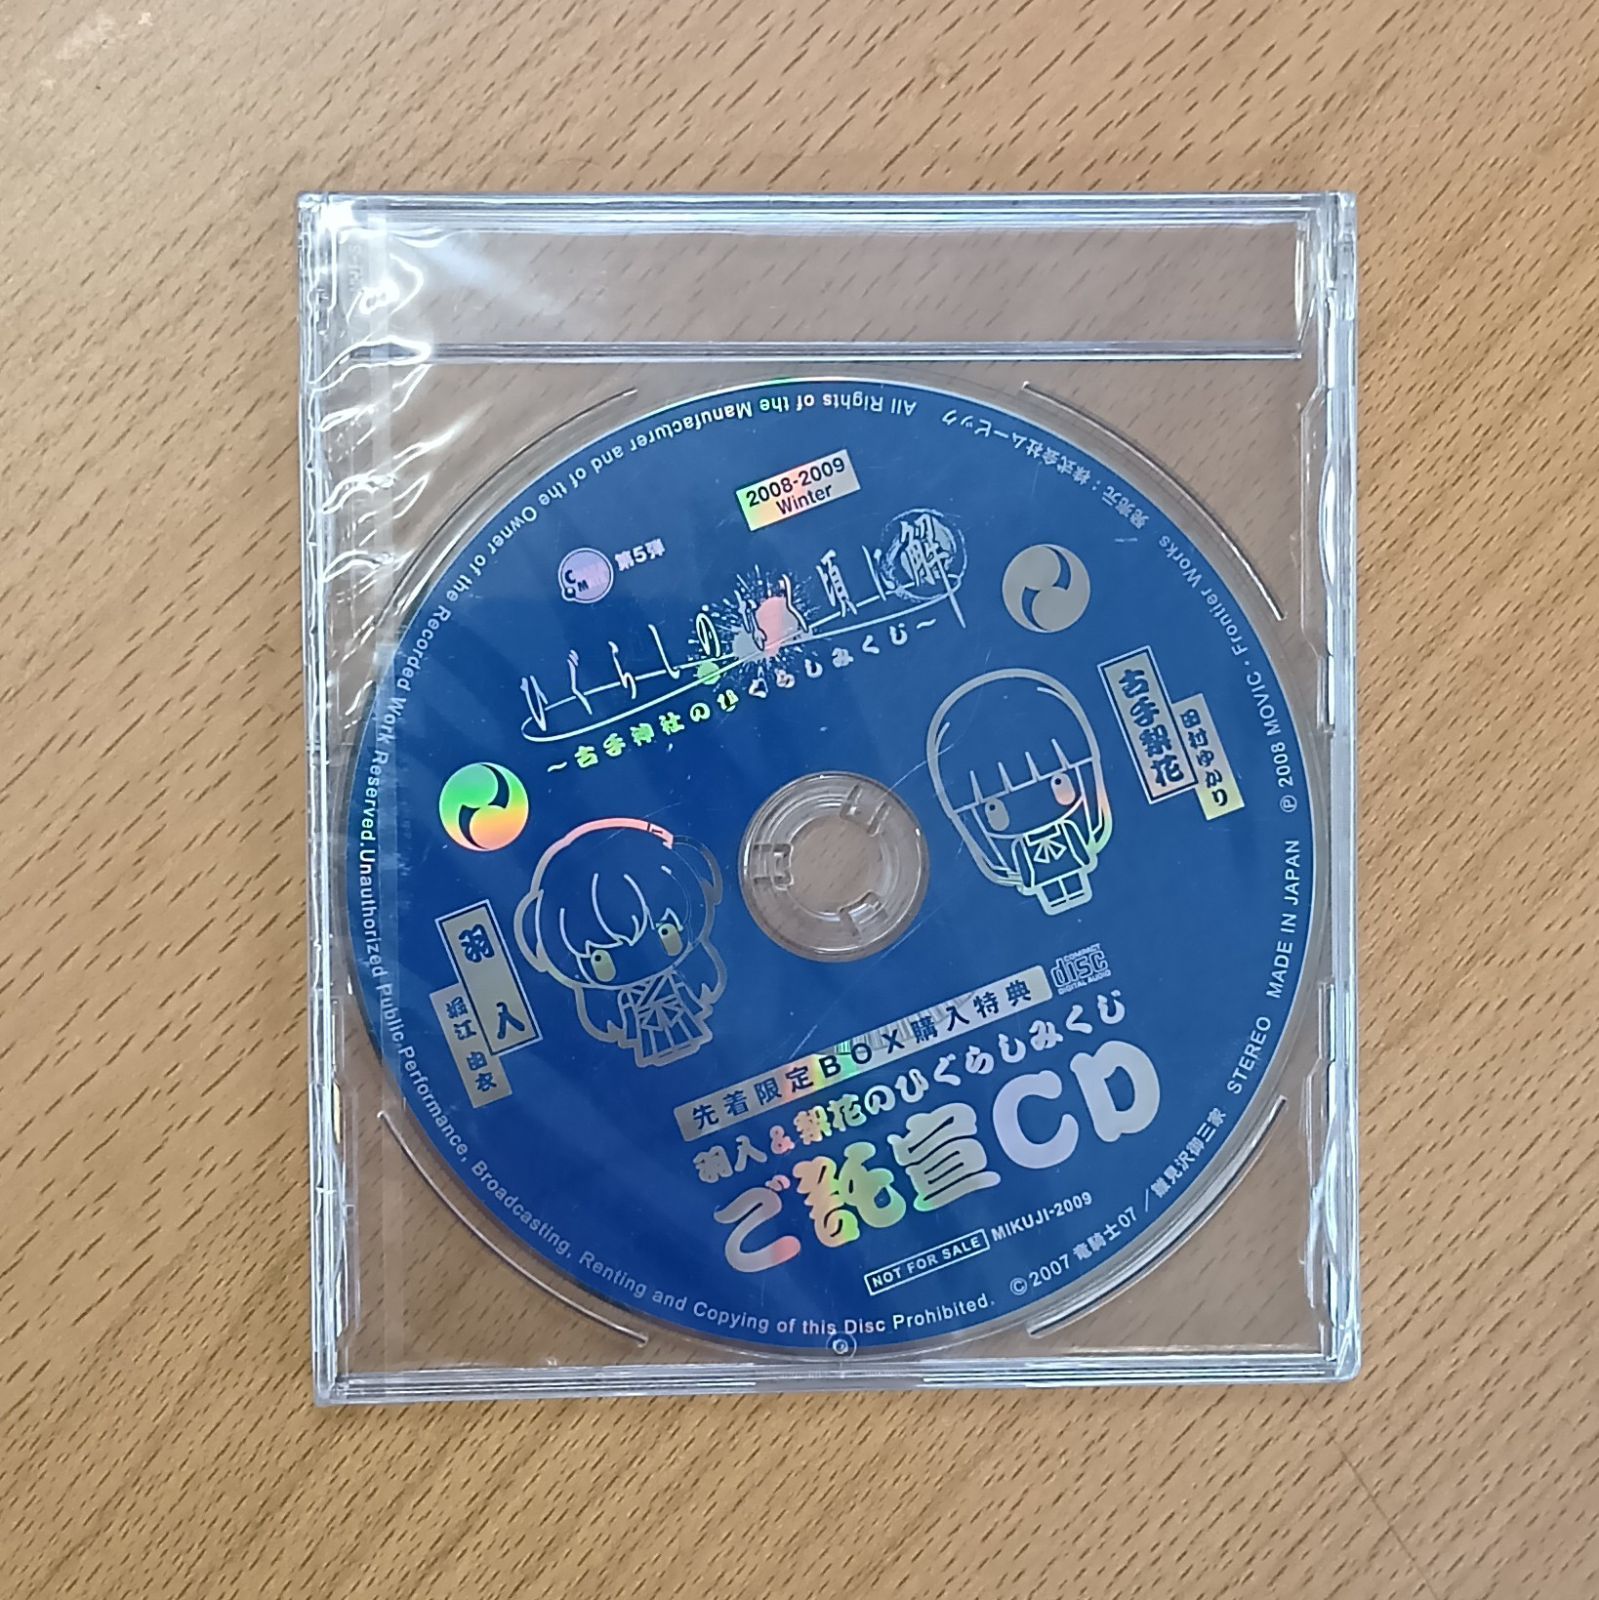 2008-2009
Winter
第5弾
ひぐらしのなく頃に解
～古手神社のひぐらしみくじ～
古手梨花
田村ゆかり
羽入
堀江由衣
COMPACT
disc
DIGITAL AUDIO
先着限定BOX購入特典
羽入&梨花のひぐらしみくじ
ご託宣CD
NOT FOR SALE MIKUJI-2009
All Rights of the Manufacturer and of the Owner of the Recorded Work Reserved.Unauthorized Public Performance, Broadcasting, Renting and Copying of this Disc Prohibited.
©2007 竜騎士07／雛見沢御三家 STEREO MADE IN JAPAN ℗2008 MOVIC・Frontier Works 発売元：株式会社ムービック